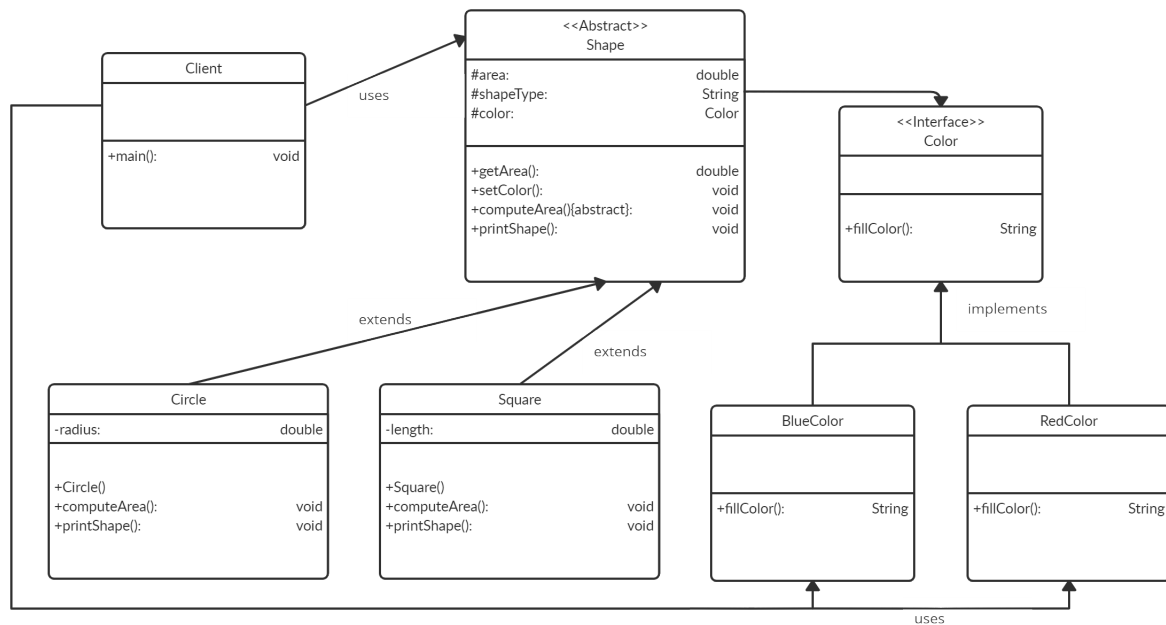 <<Abstract>>
Shape
#area: double
#shapeType: String
#color: Color
+getArea(): double
+setColor(): void
+computeArea(){abstract}: void
+printShape(): void
Client
+main(): void
uses
<<Interface>>
Color
+fillColor(): String
extends
extends
implements
Circle
-radius: double
+Circle()
+computeArea(): void
+printShape(): void
Square
-length: double
+Square()
+computeArea(): void
+printShape(): void
BlueColor
+fillColor(): String
RedColor
+fillColor(): String
uses